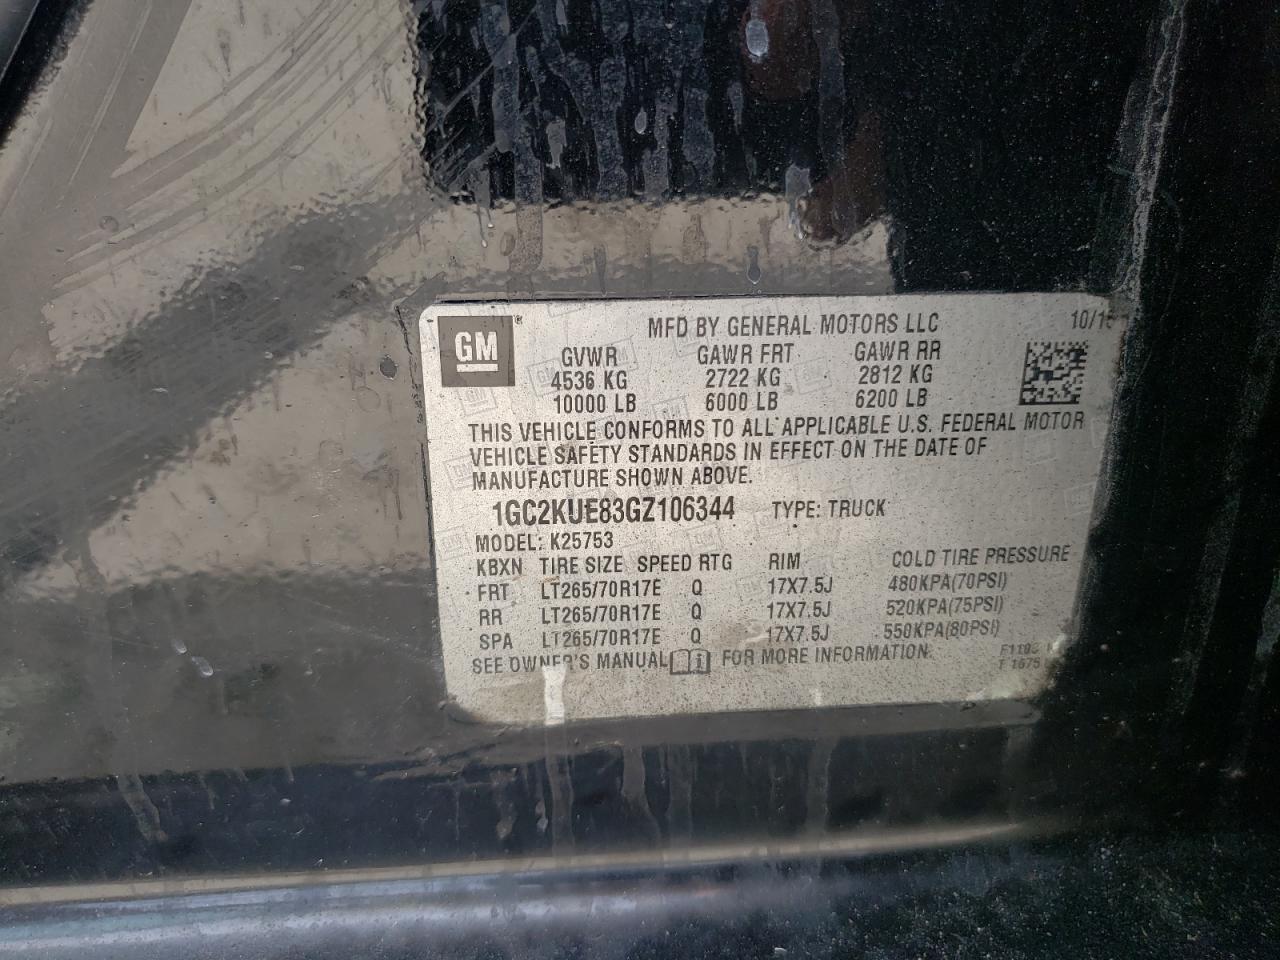 GM
MFD BY GENERAL MOTORS LLC
GVWR GAWR FRT GAWR RR
4536 KG 2722 KG 2812 KG
10000 LB 6000 LB 6200 LB
THIS VEHICLE CONFORMS TO ALL APPLICABLE U.S. FEDERAL MOTOR
VEHICLE SAFETY STANDARDS IN EFFECT ON THE DATE OF
MANUFACTURE SHOWN ABOVE.
1GC2KUE83GZ106344 TYPE: TRUCK
MODEL: K25753
KBXN TIRE SIZE SPEED RTG RIM COLD TIRE PRESSURE
FRT LT265/70R17E Q 17X7.5J 480KPA(70PSI)
RR LT265/70R17E Q 17X7.5J 520KPA(75PSI)
SPA LT265/70R17E Q 17X7.5J 550KPA(80PSI)
SEE OWNER'S MANUAL FOR MORE INFORMATION.